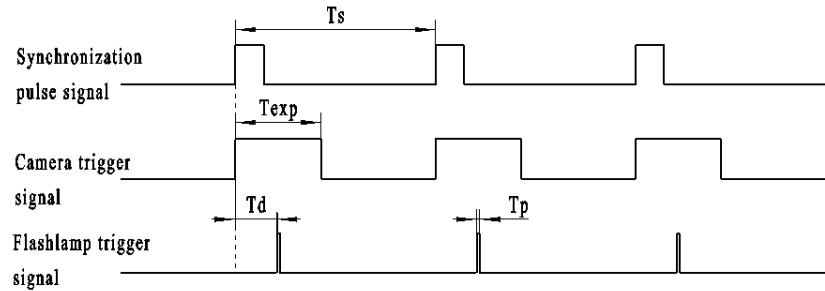 Ts
Synchronization
pulse signal
Texp
Camera trigger
signal
Td
Tp
Flashlamp trigger
signal